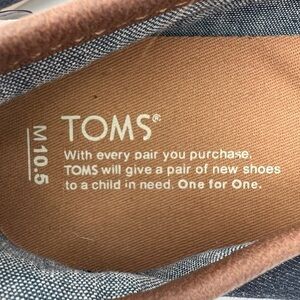 TOMS®
With every pair you purchase,
TOMS will give a pair of new shoes
to a child in need. One for One.
M10.5